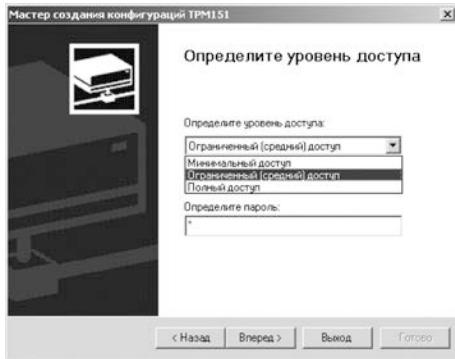 Мастер создания конфигураций ТРМ151
Определите уровень доступа
Определите уровень доступа:
Ограниченный (средний) доступ
Минимальный доступ
Ограниченный (средний) доступ
Полный доступ
Определите пароль:
*
< Назад
Вперед >
Выход
Готово